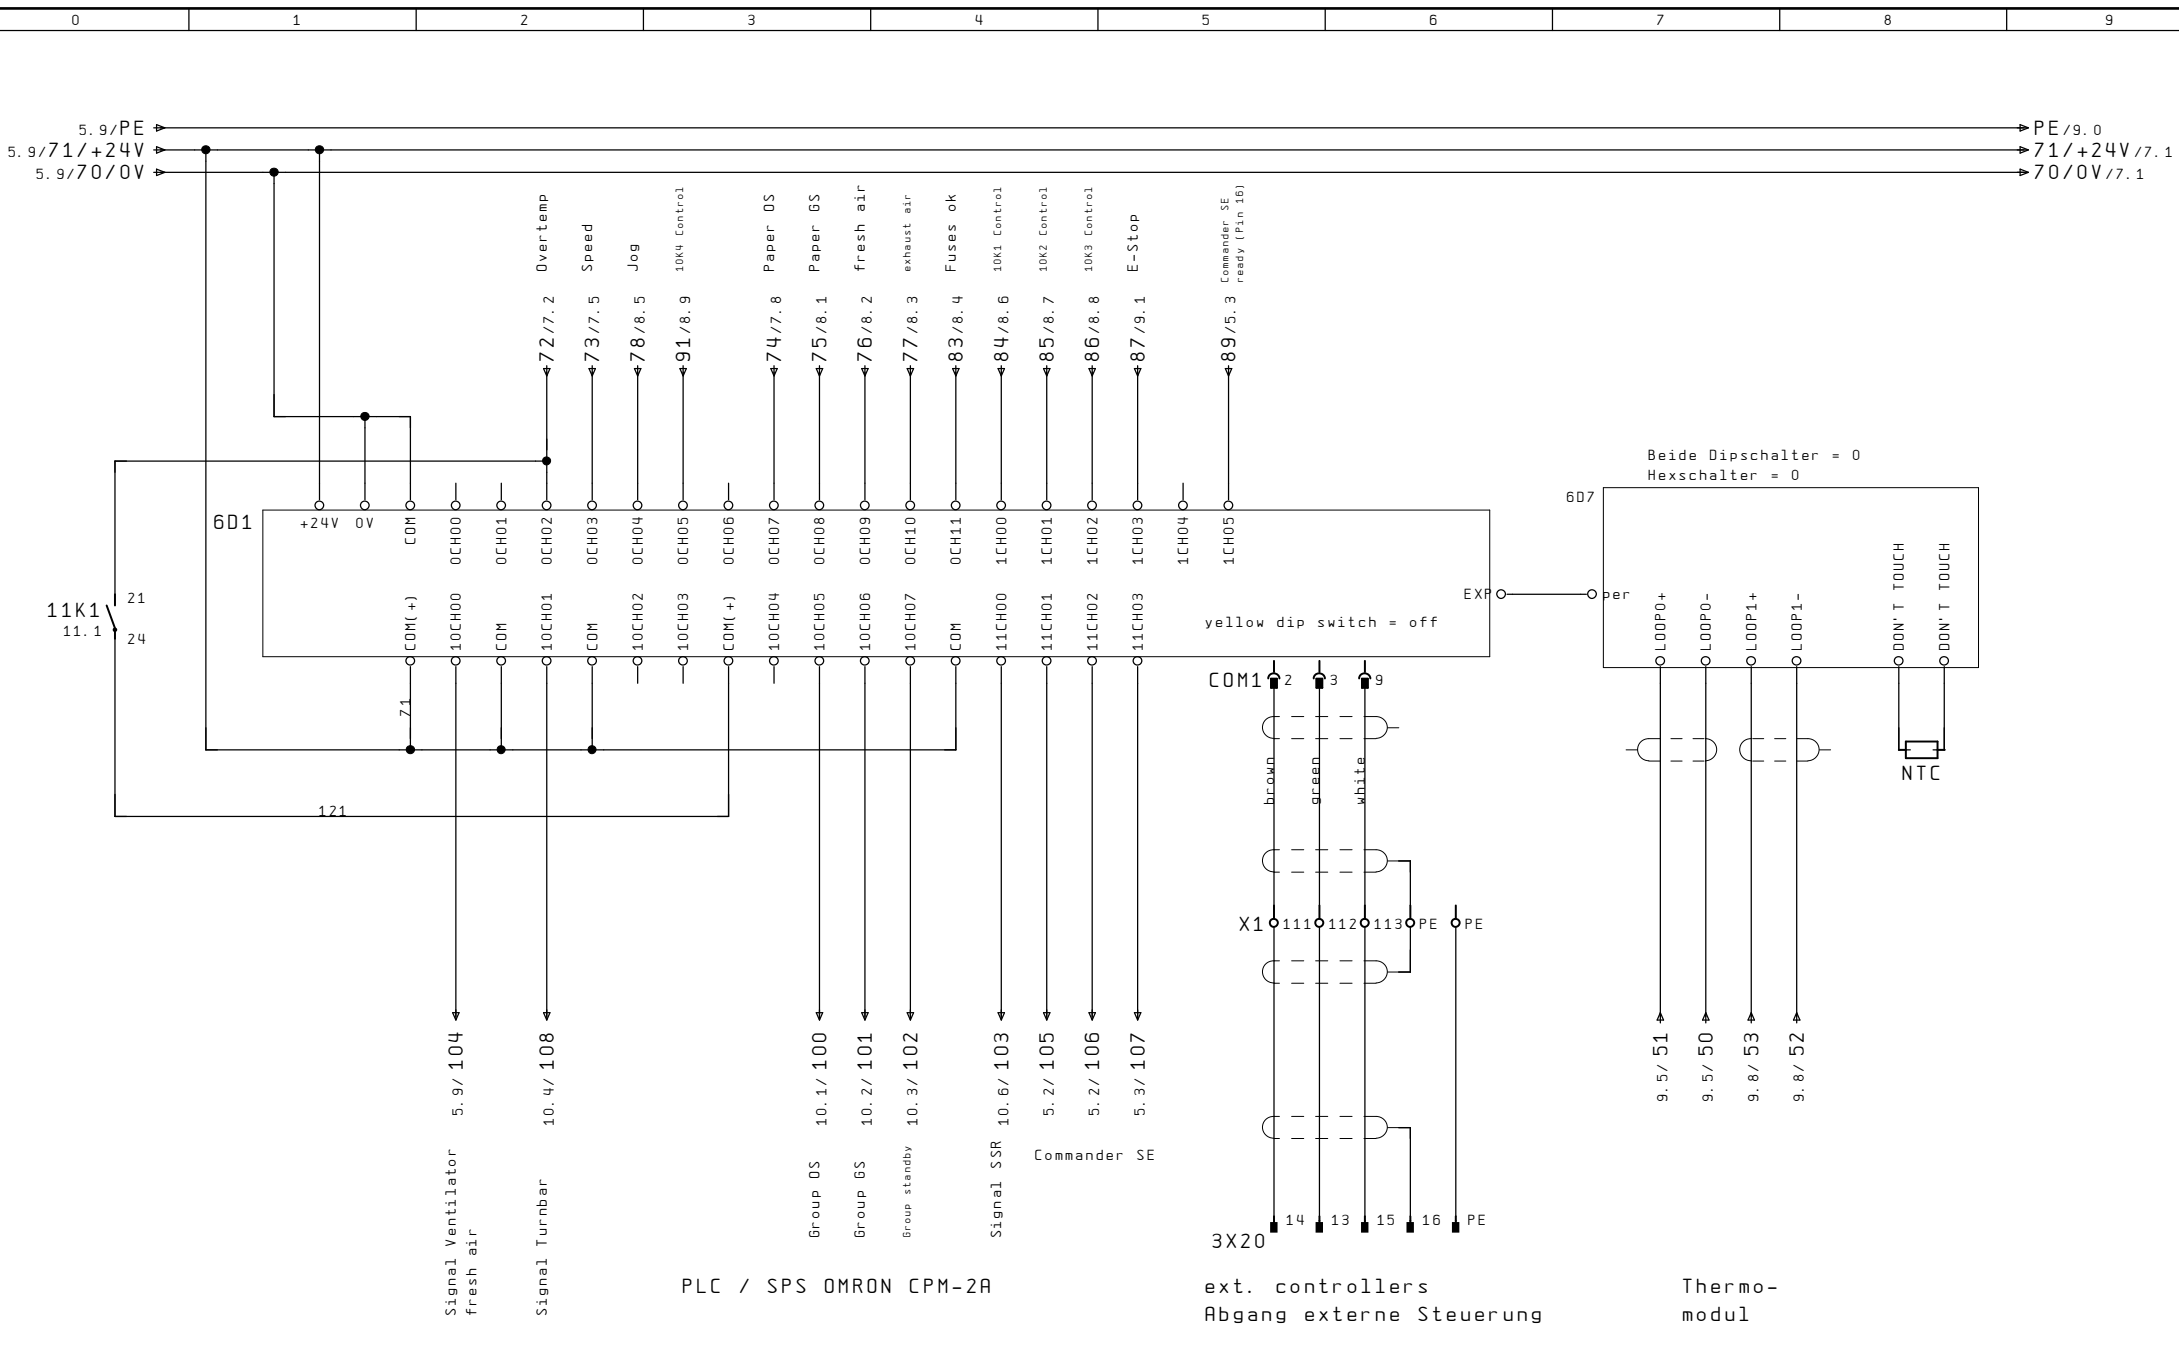 0 1 2 3 4 5 6 7 8 9
5.9/PE
PE/9.0
5.9/71/+24V
71/+24V/7.1
5.9/70/0V
70/0V/7.1
Overtemp
Speed
Jog
10K4 Control
Paper OS
Paper GS
fresh air
exhaust air
Fuses ok
10K1 Control
10K2 Control
10K3 Control
E-Stop
Commander SE
ready (Pin 16)
72/7.2
73/7.5
78/8.5
91/8.9
74/7.8
75/8.1
76/8.2
77/8.3
83/8.4
84/8.6
85/8.7
86/8.8
87/9.1
89/5.3
Beide Dipschalter = 0
Hexschalter = 0
6D7
6D1
+24V
0V
COM
0CH00
0CH01
0CH02
0CH03
0CH04
0CH05
0CH06
0CH07
0CH08
0CH09
0CH10
0CH11
1CH00
1CH01
1CH02
1CH03
1CH04
1CH05
11K1
11.1
21
24
COM(+)
10CH00
COM
10CH01
COM
10CH02
10CH03
COM(+)
10CH04
10CH05
10CH06
10CH07
COM
11CH00
11CH01
11CH02
11CH03
yellow dip switch = off
EXP
per
LOOP0+
LOOP0-
LOOP1+
LOOP1-
DON'T TOUCH
DON'T TOUCH
COM1 2 3 9
71
brown
green
white
NTC
121
X1 111 112 113 PE PE
5.9/104
10.4/108
10.1/100
10.2/101
10.3/102
10.6/103
5.2/105
5.2/106
5.3/107
9.5/51
9.5/50
9.8/53
9.8/52
Signal Ventilator
fresh air
Signal Turnbar
Group OS
Group GS
Group standby
Signal SSR
Commander SE
14 13 15 16 PE
3X20
PLC / SPS OMRON CPM-2A
ext. controllers
Abgang externe Steuerung
Thermo-
modul